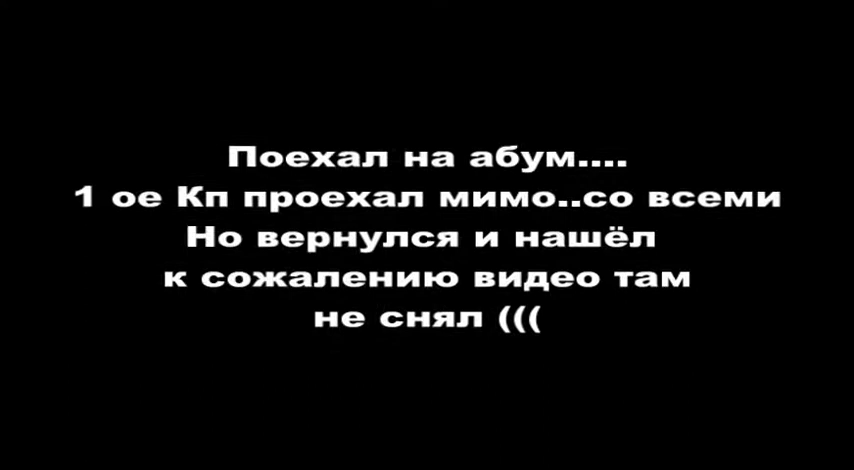 Поехал на абум....
1 ое Кп проехал мимо..со всеми
Но вернулся и нашёл
к сожалению видео там
не снял (((